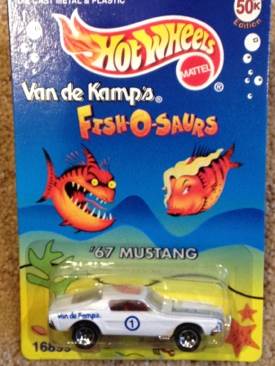 DIE CAST METAL & PLASTIC
50K
Edition
Hot Wheels
MATTEL
®
Van de Kamp's®
FISH-O-SAURS
'67 MUSTANG
van de Kamp's
1